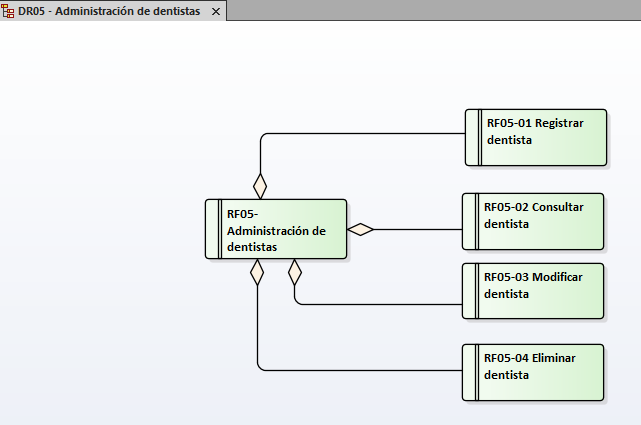 DR05 - Administración de dentistas
RF05-01 Registrar
dentista
RF05-
Administración de
dentistas
RF05-02 Consultar
dentista
RF05-03 Modificar
dentista
RF05-04 Eliminar
dentista